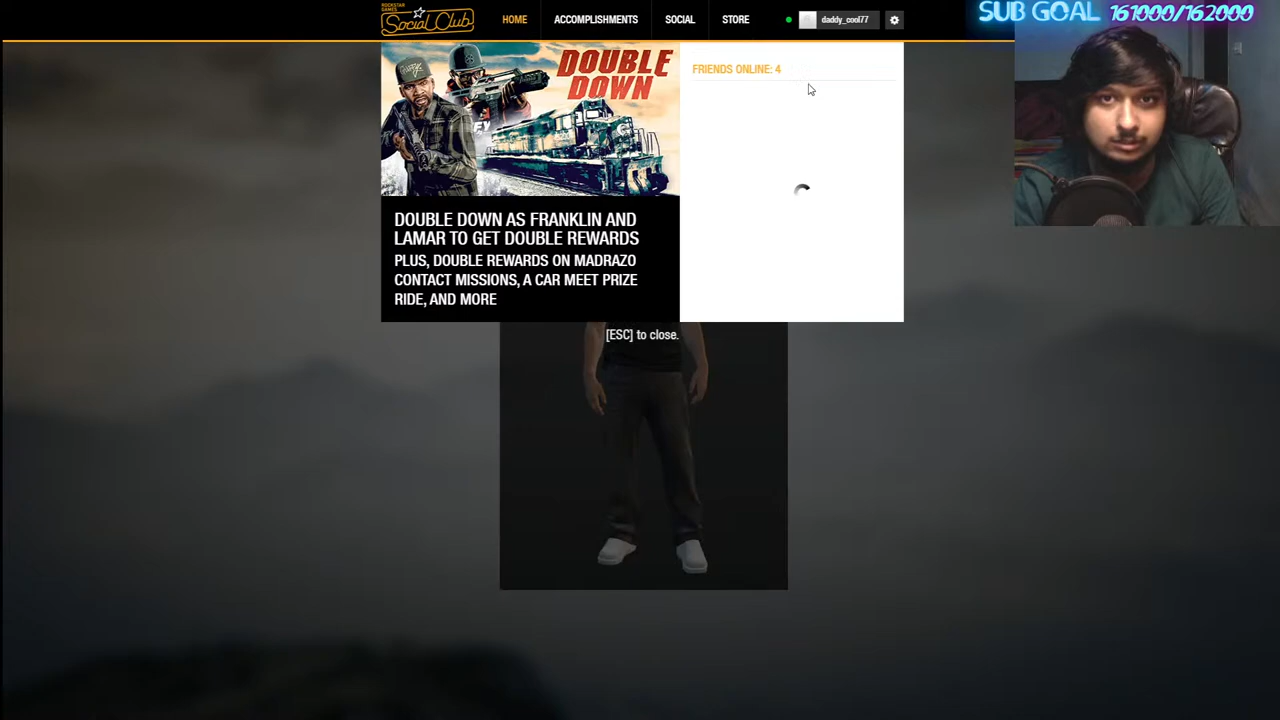 ROCKSTAR
GAMES
Social Club
HOME
ACCOMPLISHMENTS
SOCIAL
STORE
daddy_cool77
SUB GOAL 161000/162000
DOUBLE
DOWN
FRIENDS ONLINE: 4
DOUBLE DOWN AS FRANKLIN AND
LAMAR TO GET DOUBLE REWARDS
PLUS, DOUBLE REWARDS ON MADRAZO
CONTACT MISSIONS, A CAR MEET PRIZE
RIDE, AND MORE
[ESC] to close.